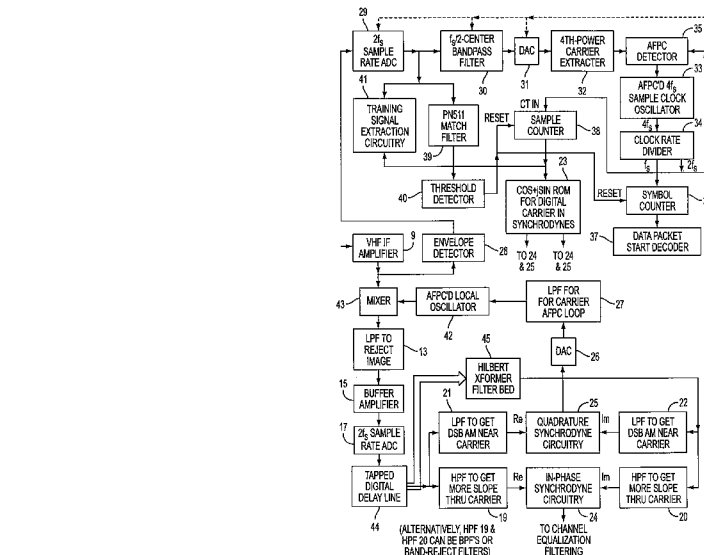 29
2fs SAMPLE
RATE ADC
fs/2-CENTER
BANDPASS
FILTER
30
DAC
31
4TH-POWER
CARRIER
EXTRACTER
32
AFPC
DETECTOR
35
33
AFPC'D 4fs
SAMPLE CLOCK
OSCILLATOR
4fs
34
CLOCK RATE
DIVIDER
fs
2fs
41
TRAINING
SIGNAL
EXTRACTION
CIRCUITRY
PN511
MATCH
FILTER
39
RESET
CT IN
SAMPLE
COUNTER
38
40
THRESHOLD
DETECTOR
23
COS+jSIN ROM
FOR DIGITAL
CARRIER IN
SYNCHRODYNES
RESET
SYMBOL
COUNTER
37
DATA PACKET
START DECODER
TO 24
& 25
TO 24
& 25
VHF IF
AMPLIFIER
9
ENVELOPE
DETECTOR
28
43
MIXER
AFPC'D LOCAL
OSCILLATOR
42
LPF FOR
FOR CARRIER
AFPC LOOP
27
LPF TO
REJECT
IMAGE
13
DAC
26
45
HILBERT
XFORMER
FILTER BED
15
BUFFER
AMPLIFIER
17
2fs SAMPLE
RATE ADC
21
LPF TO GET
DSB AM NEAR
CARRIER
Re
25
QUADRATURE
SYNCHRODYNE
CIRCUITRY
Im
22
LPF TO GET
DSB AM NEAR
CARRIER
TAPPED
DIGITAL
DELAY LINE
44
HPF TO GET
MORE SLOPE
THRU CARRIER
19
Re
IN-PHASE
SYNCHRODYNE
CIRCUITRY
24
Im
HPF TO GET
MORE SLOPE
THRU CARRIER
20
(ALTERNATIVELY, HPF 19 &
HPF 20 CAN BE BPF'S OR
BAND-REJECT FILTERS)
TO CHANNEL
EQUALIZATION
FILTERING